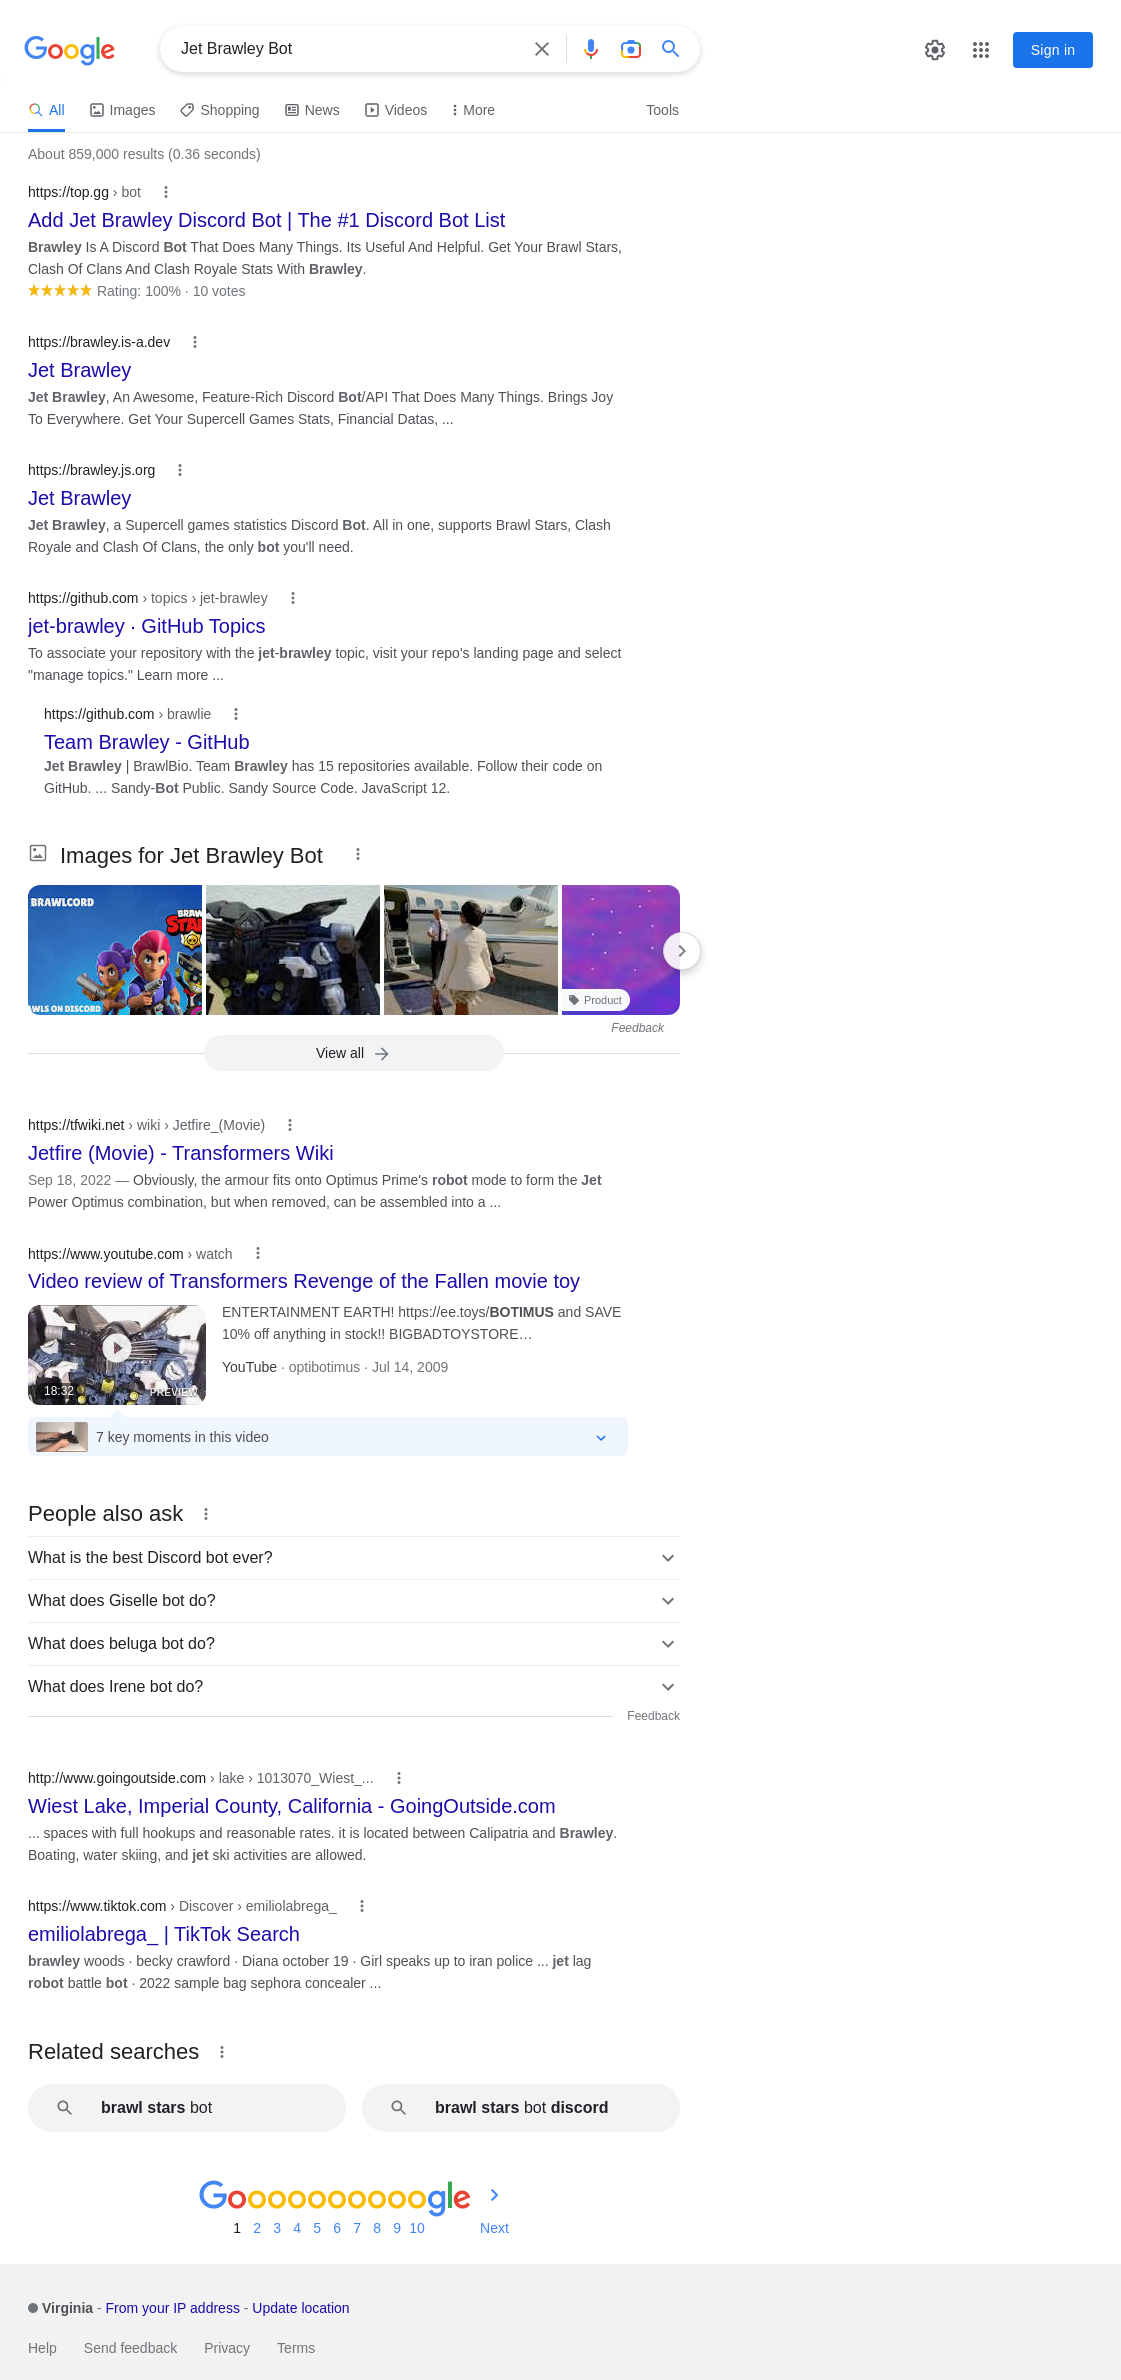 Google
Jet Brawley Bot
Sign in
All
Images
Shopping
News
Videos
More
Tools
About 859,000 results (0.36 seconds)
https://top.gg › bot
Add Jet Brawley Discord Bot | The #1 Discord Bot List
Brawley Is A Discord Bot That Does Many Things. Its Useful And Helpful. Get Your Brawl Stars,
Clash Of Clans And Clash Royale Stats With Brawley.
Rating: 100% · 10 votes
https://brawley.is-a.dev
Jet Brawley
Jet Brawley, An Awesome, Feature-Rich Discord Bot/API That Does Many Things. Brings Joy
To Everywhere. Get Your Supercell Games Stats, Financial Datas, ...
https://brawley.js.org
Jet Brawley
Jet Brawley, a Supercell games statistics Discord Bot. All in one, supports Brawl Stars, Clash
Royale and Clash Of Clans, the only bot you'll need.
https://github.com › topics › jet-brawley
jet-brawley · GitHub Topics
To associate your repository with the jet-brawley topic, visit your repo's landing page and select
"manage topics." Learn more ...
https://github.com › brawlie
Team Brawley - GitHub
Jet Brawley | BrawlBio. Team Brawley has 15 repositories available. Follow their code on
GitHub. ... Sandy-Bot Public. Sandy Source Code. JavaScript 12.
Images for Jet Brawley Bot
BRAWLCORD
BRAW
STA
AWLS ON DISCORD
Product
Feedback
View all
https://tfwiki.net › wiki › Jetfire_(Movie)
Jetfire (Movie) - Transformers Wiki
Sep 18, 2022 — Obviously, the armour fits onto Optimus Prime's robot mode to form the Jet
Power Optimus combination, but when removed, can be assembled into a ...
https://www.youtube.com › watch
Video review of Transformers Revenge of the Fallen movie toy
ENTERTAINMENT EARTH! https://ee.toys/BOTIMUS and SAVE
10% off anything in stock!! BIGBADTOYSTORE…
YouTube · optibotimus · Jul 14, 2009
18:32
PREVIEW
7 key moments in this video
People also ask
What is the best Discord bot ever?
What does Giselle bot do?
What does beluga bot do?
What does Irene bot do?
Feedback
http://www.goingoutside.com › lake › 1013070_Wiest_...
Wiest Lake, Imperial County, California - GoingOutside.com
... spaces with full hookups and reasonable rates. it is located between Calipatria and Brawley.
Boating, water skiing, and jet ski activities are allowed.
https://www.tiktok.com › Discover › emiliolabrega_
emiliolabrega_ | TikTok Search
brawley woods · becky crawford · Diana october 19 · Girl speaks up to iran police ... jet lag
robot battle bot · 2022 sample bag sephora concealer ...
Related searches
brawl stars bot
brawl stars bot discord
Goooooooooogle
1 2 3 4 5 6 7 8 9 10 Next
Virginia - From your IP address - Update location
Help
Send feedback
Privacy
Terms